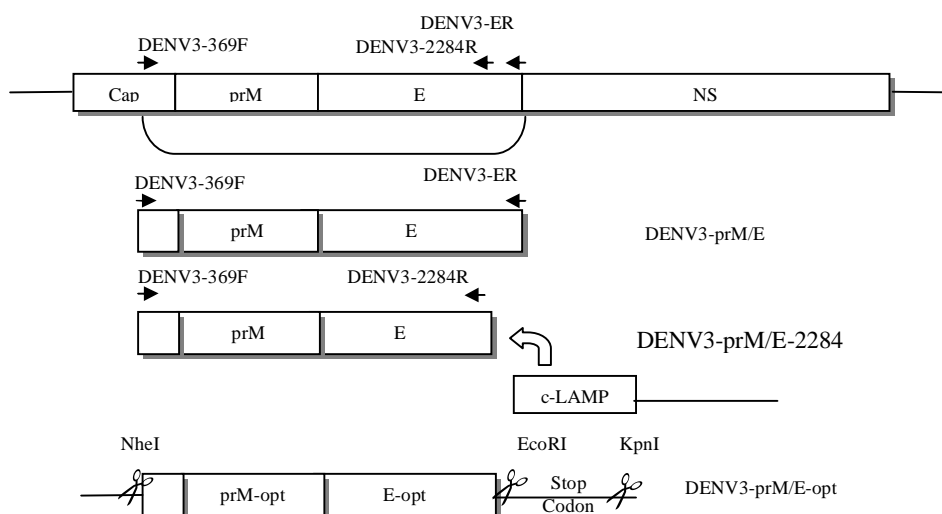 DENV3-ER
DENV3-369F
DENV3-2284R
Cap
prM
E
NS
DENV3-369F
DENV3-ER
prM
E
DENV3-prM/E
DENV3-369F
DENV3-2284R
prM
E
DENV3-prM/E-2284
c-LAMP
NheI
EcoRI
KpnI
prM-opt
E-opt
Stop
Codon
DENV3-prM/E-opt